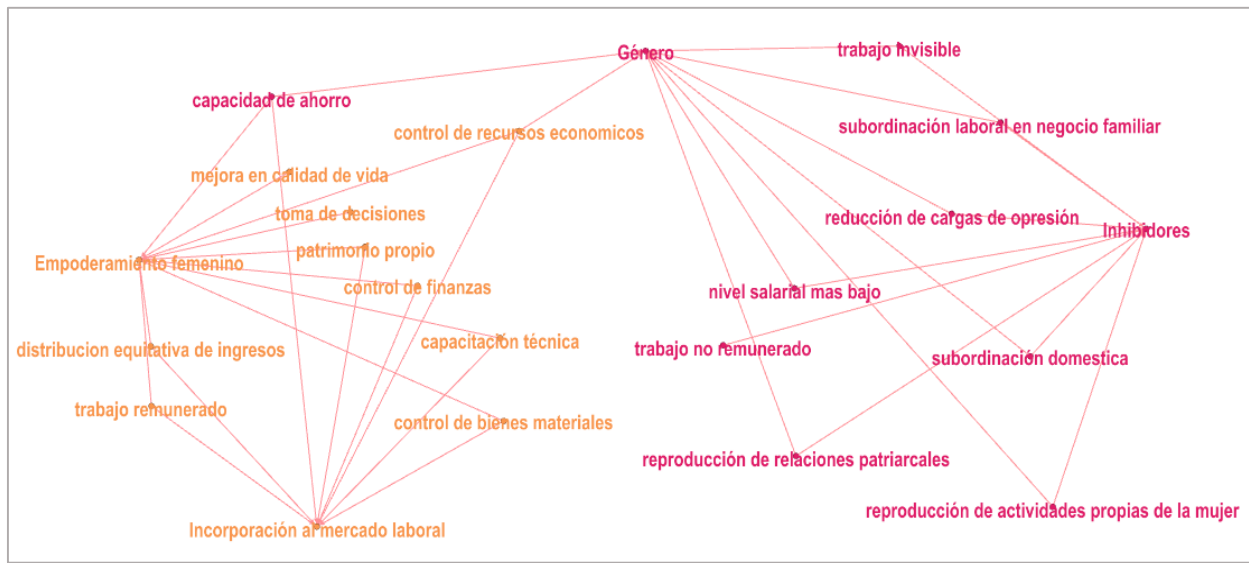 Género
trabajo invisible
capacidad de ahorro
control de recursos economicos
subordinación laboral en negocio familiar
mejora en calidad de vida
toma de decisiones
reducción de cargas de opresión
Inhibidores
patrimonio propio
Empoderamiento femenino
control de finanzas
nivel salarial mas bajo
distribucion equitativa de ingresos
capacitación técnica
trabajo no remunerado
subordinación domestica
trabajo remunerado
control de bienes materiales
reproducción de relaciones patriarcales
reproducción de actividades propias de la mujer
Incorporación al mercado laboral